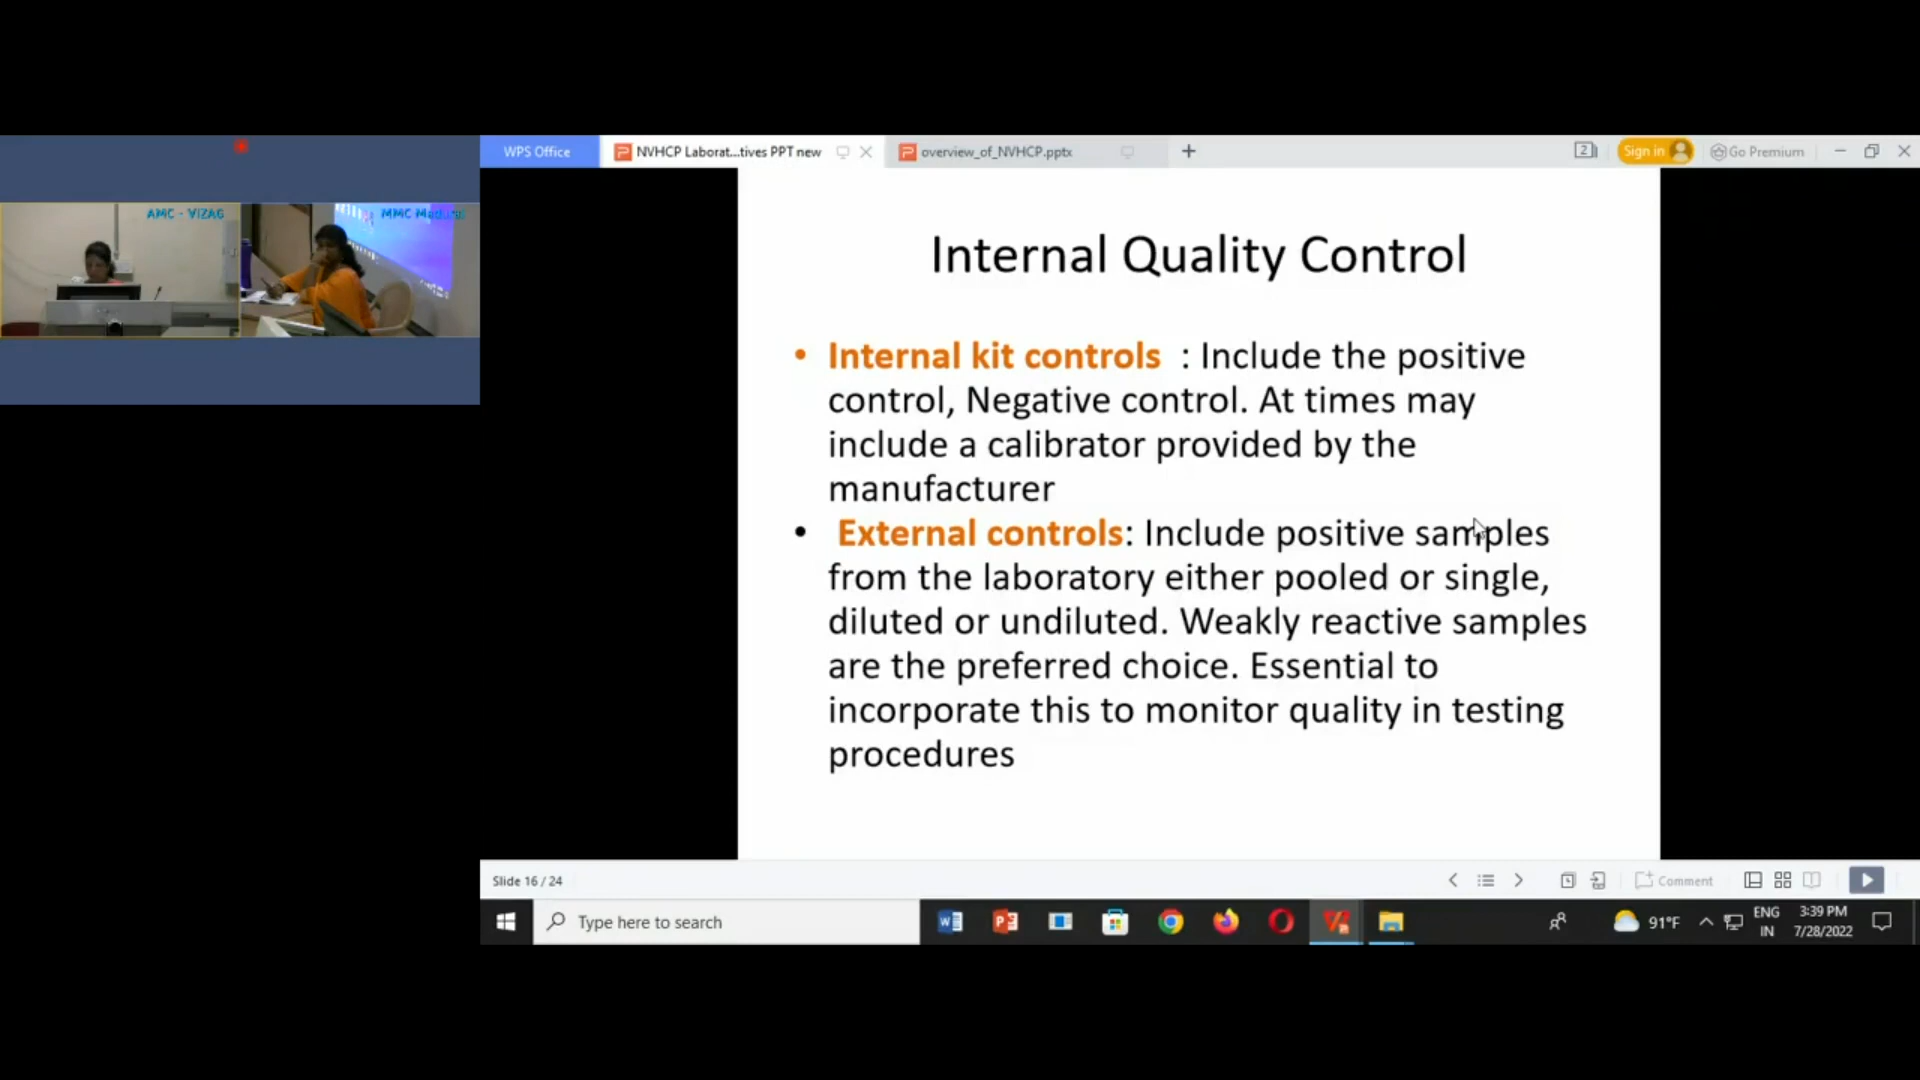 WPS Office
NVHCP Laborat...tives PPT new
overview_of_NVHCP.pptx
2
Sign in
Go Premium
AMC - VIZAG
MMC Madurai
Internal Quality Control
• Internal kit controls : Include the positive
control, Negative control. At times may
include a calibrator provided by the
manufacturer
• External controls: Include positive samples
from the laboratory either pooled or single,
diluted or undiluted. Weakly reactive samples
are the preferred choice. Essential to
incorporate this to monitor quality in testing
procedures
Slide 16 / 24
Comment
Type here to search
91°F
ENG
IN
3:39 PM
7/28/2022